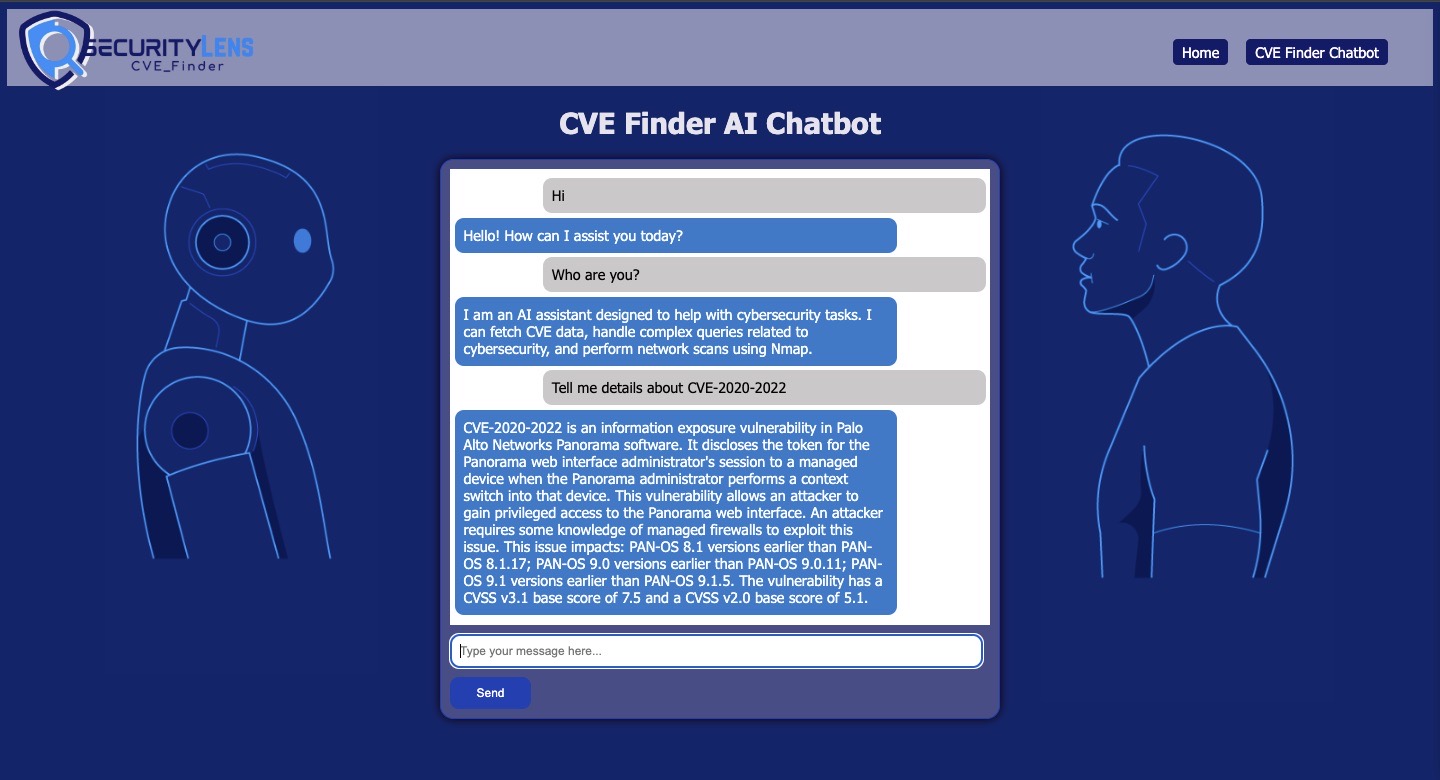 SECURITYLENS
CVE_Finder
Home
CVE Finder Chatbot
CVE Finder AI Chatbot
Hi
Hello! How can I assist you today?
Who are you?
I am an AI assistant designed to help with cybersecurity tasks. I
can fetch CVE data, handle complex queries related to
cybersecurity, and perform network scans using Nmap.
Tell me details about CVE-2020-2022
CVE-2020-2022 is an information exposure vulnerability in Palo
Alto Networks Panorama software. It discloses the token for the
Panorama web interface administrator's session to a managed
device when the Panorama administrator performs a context
switch into that device. This vulnerability allows an attacker to
gain privileged access to the Panorama web interface. An attacker
requires some knowledge of managed firewalls to exploit this
issue. This issue impacts: PAN-OS 8.1 versions earlier than PAN-
OS 8.1.17; PAN-OS 9.0 versions earlier than PAN-OS 9.0.11; PAN-
OS 9.1 versions earlier than PAN-OS 9.1.5. The vulnerability has a
CVSS v3.1 base score of 7.5 and a CVSS v2.0 base score of 5.1.
Type your message here...
Send